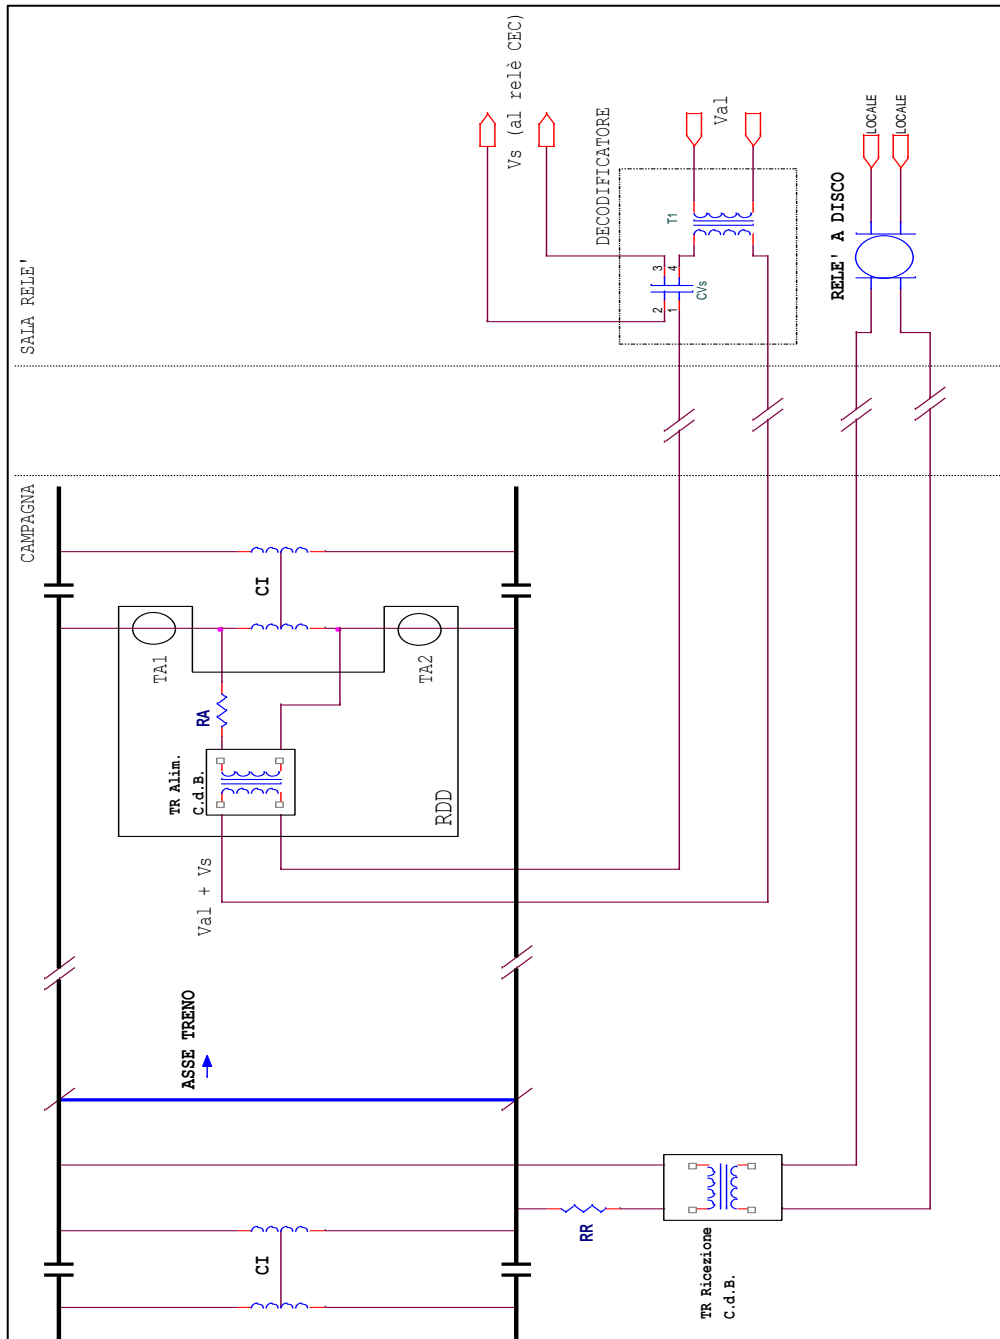 SALA RELE'
Vs (al relè CEC)
DECODIFICATORE
Val
LOCALE
LOCALE
T1
RELE' A DISCO
3
4
2
1
CVs
CAMPAGNA
CI
TA1
TA2
RA
TR Alim.
C.d.B.
RDD
Val + Vs
ASSE TRENO
CI
RR
TR Ricezione
C.d.B.